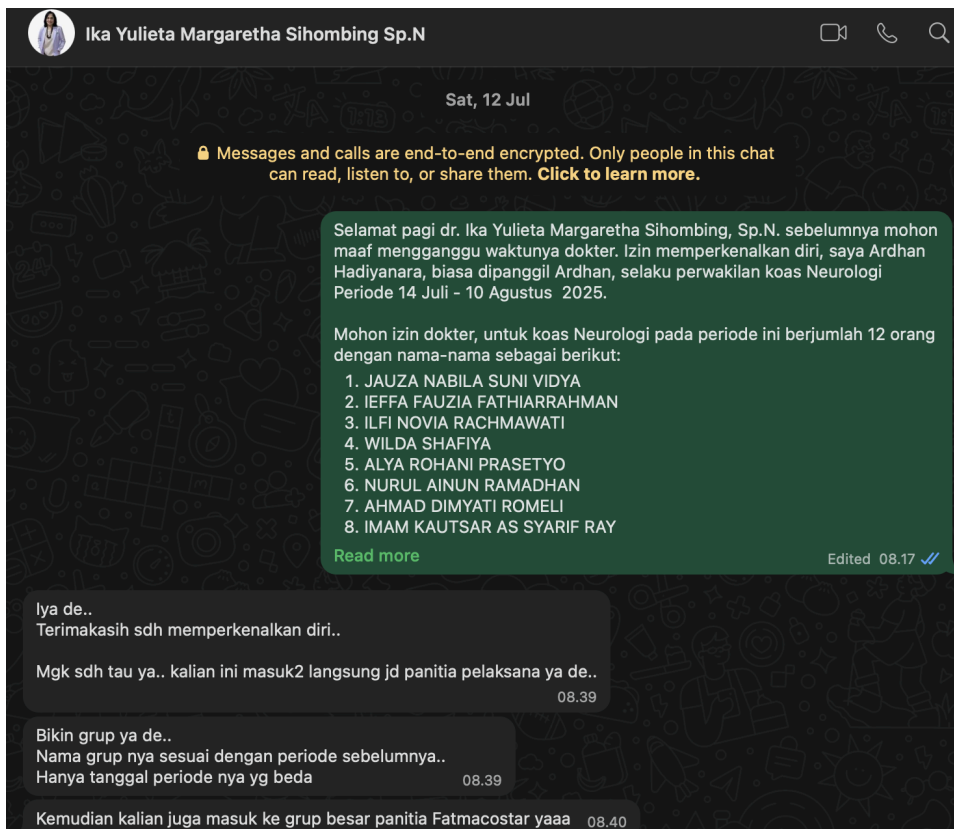 Ika Yulieta Margaretha Sihombing Sp.N
Sat, 12 Jul
Messages and calls are end-to-end encrypted. Only people in this chat
can read, listen to, or share them. Click to learn more.
Selamat pagi dr. Ika Yulieta Margaretha Sihombing, Sp.N. sebelumnya mohon
maaf mengganggu waktunya dokter. Izin memperkenalkan diri, saya Ardhan
Hadiyanara, biasa dipanggil Ardhan, selaku perwakilan koas Neurologi
Periode 14 Juli - 10 Agustus 2025.
Mohon izin dokter, untuk koas Neurologi pada periode ini berjumlah 12 orang
dengan nama-nama sebagai berikut:
1. JAUZA NABILA SUNI VIDYA
2. IEFFA FAUZIA FATHIARRAHMAN
3. ILFI NOVIA RACHMAWATI
4. WILDA SHAFIYA
5. ALYA ROHANI PRASETYO
6. NURUL AINUN RAMADHAN
7. AHMAD DIMYATI ROMELI
8. IMAM KAUTSAR AS SYARIF RAY
Read more
Edited 08.17
Iya de..
Terimakasih sdh memperkenalkan diri..
Mgk sdh tau ya.. kalian ini masuk2 langsung jd panitia pelaksana ya de..
08.39
Bikin grup ya de..
Nama grup nya sesuai dengan periode sebelumnya..
Hanya tanggal periode nya yg beda
08.39
Kemudian kalian juga masuk ke grup besar panitia Fatmacostar yaaa 08.40